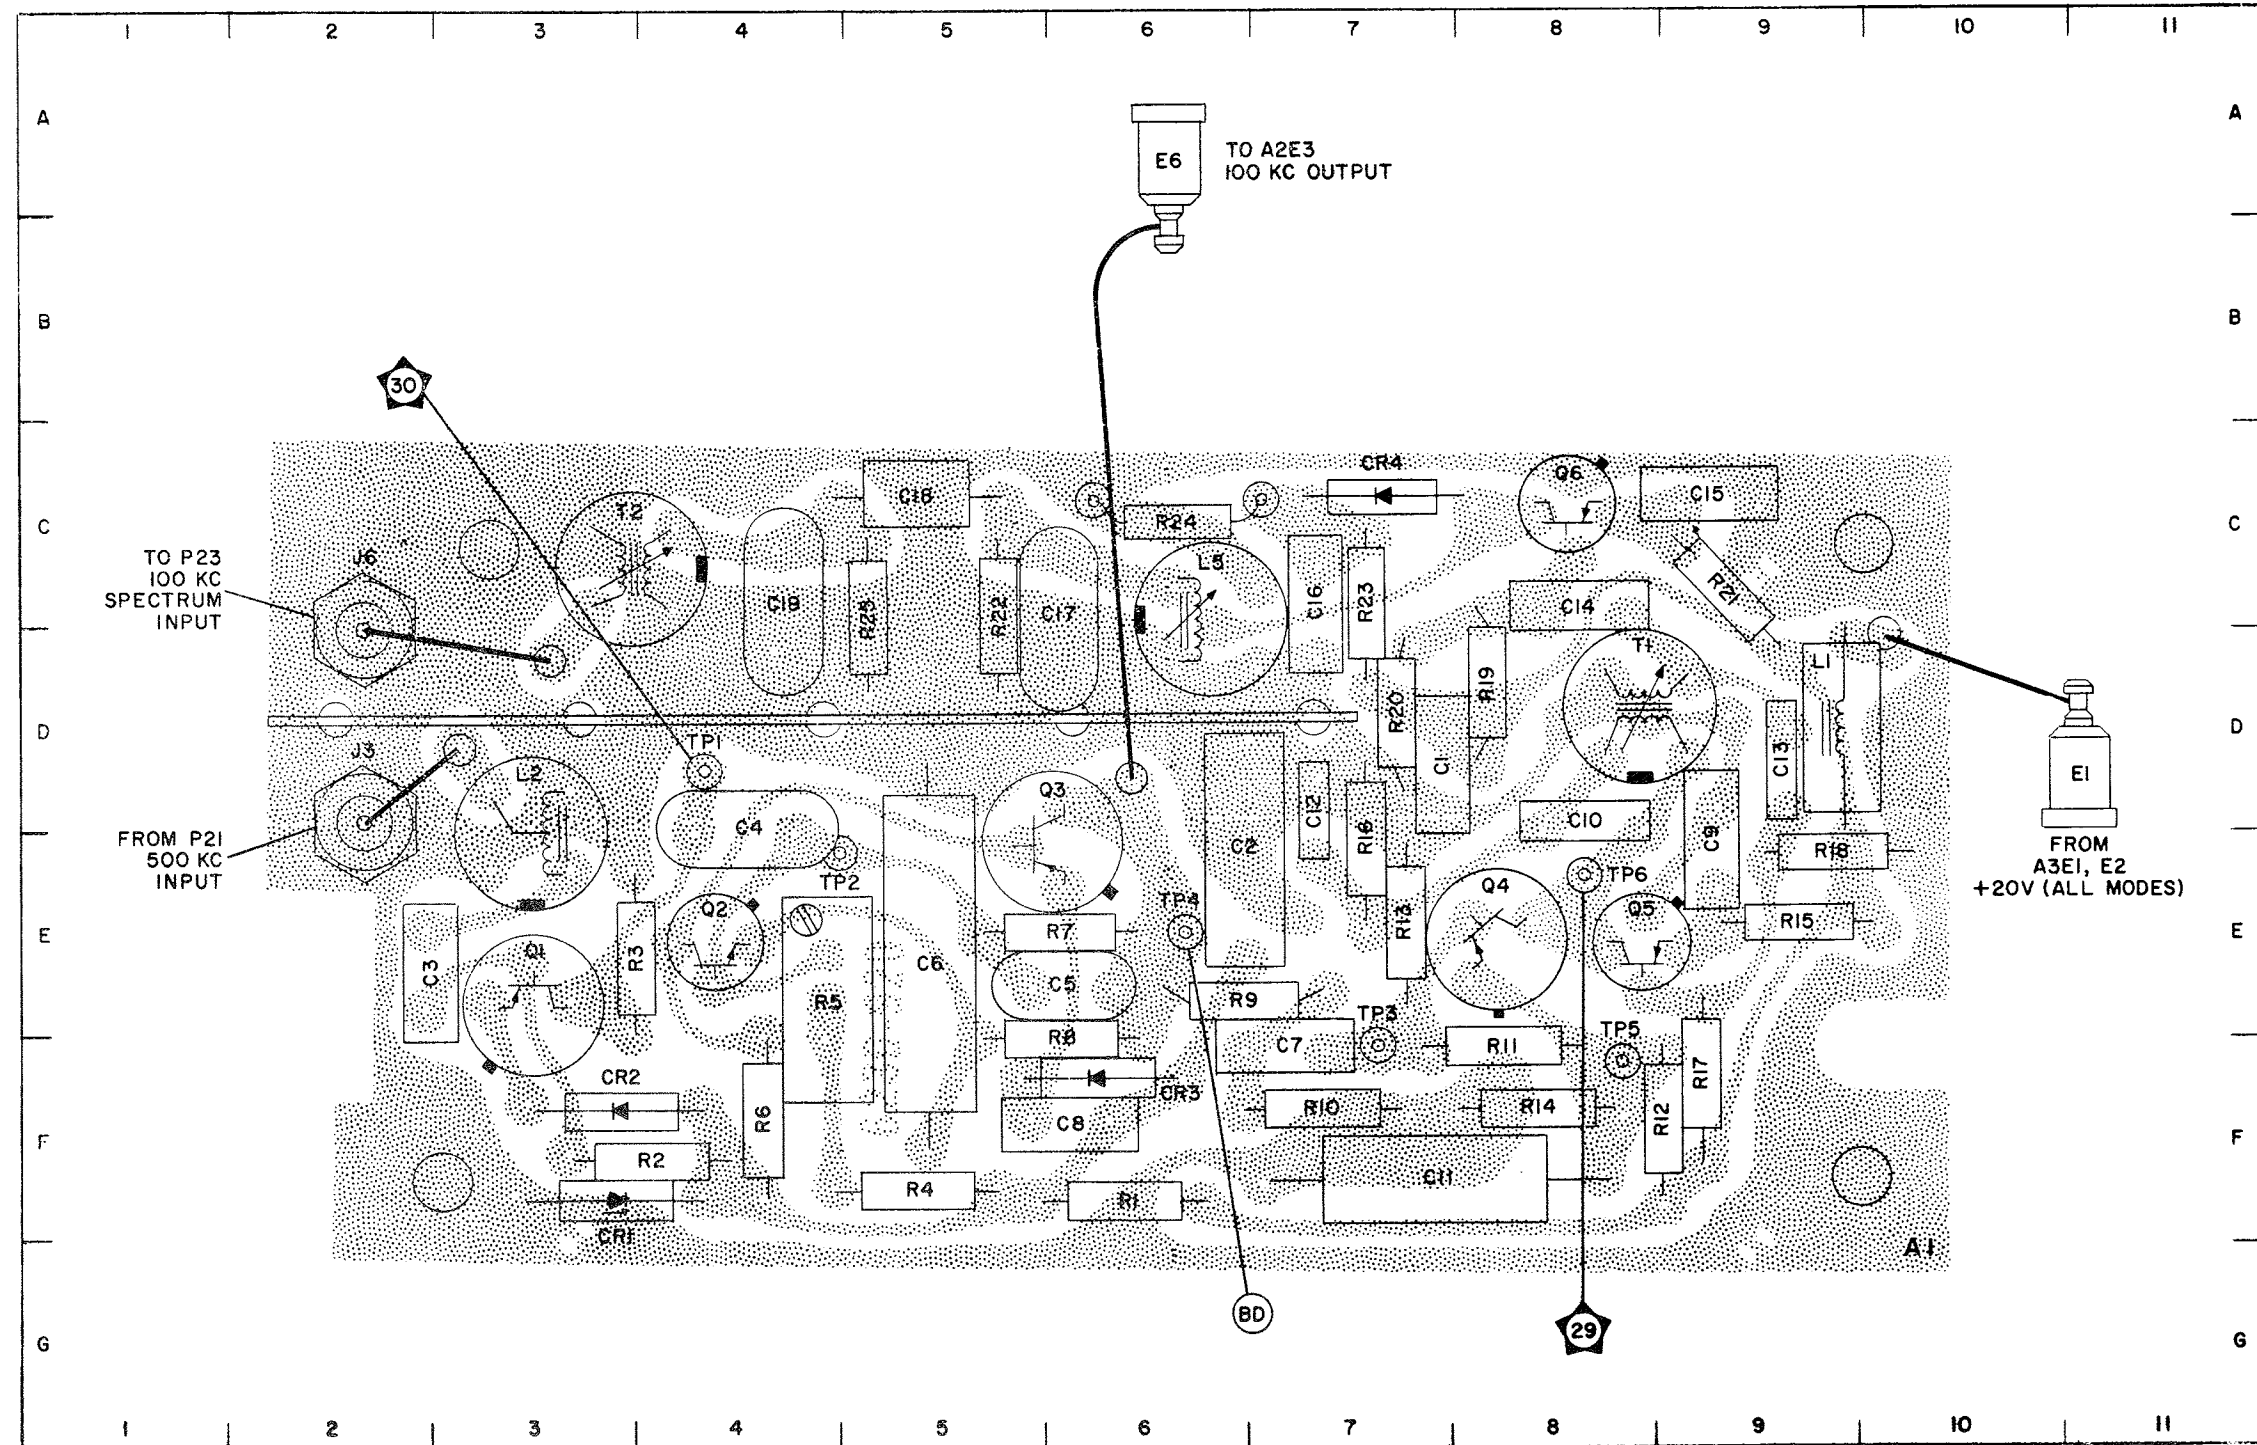 1 2 3 4 5 6 7 8 9 10 11
A
A
E6
TO A2E3
100 KC OUTPUT
B
B
30
C
C
CR4
Q6
C15
C18
T2
R24
J6
L3
TO P23
100 KC
SPECTRUM
INPUT
C19
R25
R22
C17
C16
R23
C14
R21
T1
L1
R19
R20
D
D
J3
TP1
L2
Q3
C1
C13
E1
C12
C4
C10
C2
R16
C9
R18
FROM P21
500 KC
INPUT
FROM
A3E1, E2
+20V (ALL MODES)
TP2
TP6
Q4
TP4
Q2
Q5
R15
E
E
R7
R13
Q1
R3
C3
C6
C5
R5
R9
TP3
TP5
R8
C7
R11
R17
CR2
CR3
R6
R10
R14
R12
C8
F
F
R2
R4
R1
C11
CR1
A1
BD
29
G
G
1 2 3 4 5 6 7 8 9 10 11